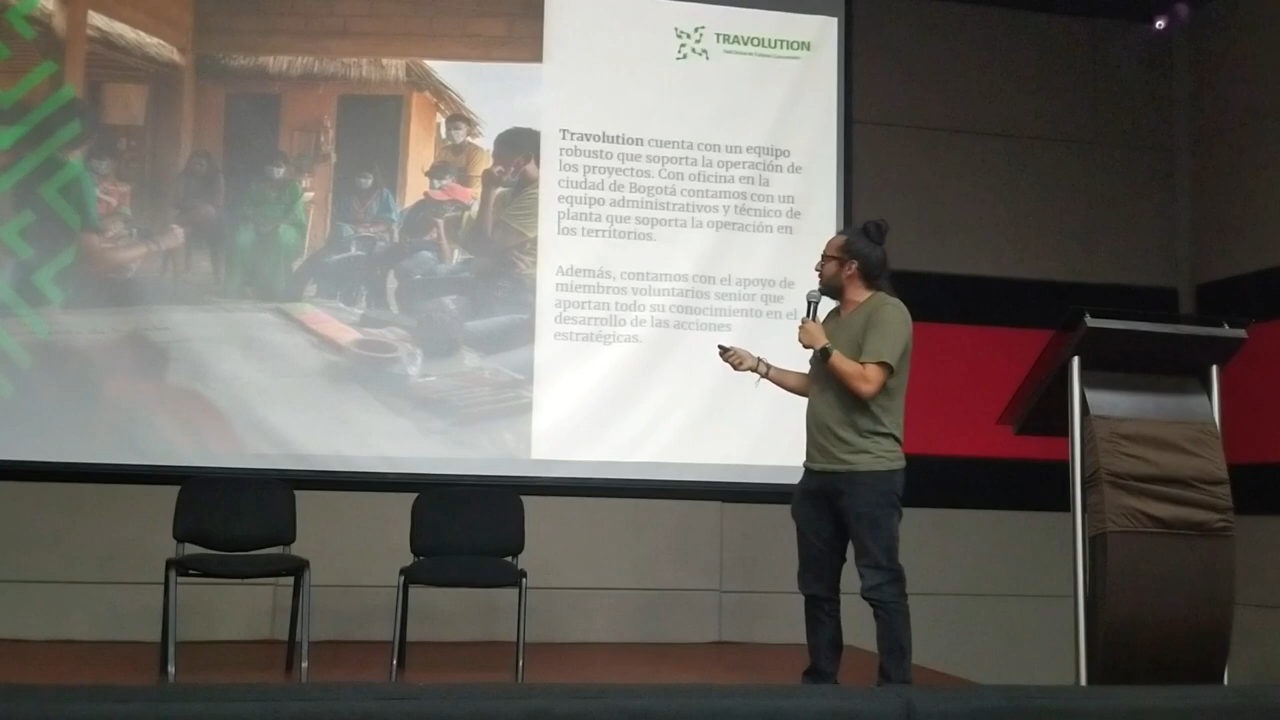 TRAVOLUTION
Travolution cuenta con un equipo
robusto que soporta la operación de
los proyectos. Con oficina en la
ciudad de Bogotá contamos con un
equipo administrativos y técnico de
planta que soporta la operación en
los territorios.
Además, contamos con el apoyo de
miembros voluntarios senior que
aportan todo su conocimiento en el
desarrollo de las acciones
estratégicas.